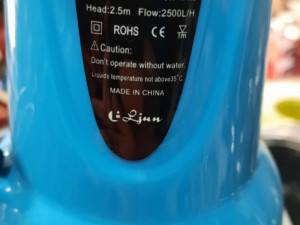 Head:2.5m Flow:2500L/H
ROHS CE
Caution:
Don't operate without water
Liquids temperature not above35°C
MADE IN CHINA
Li Ljun